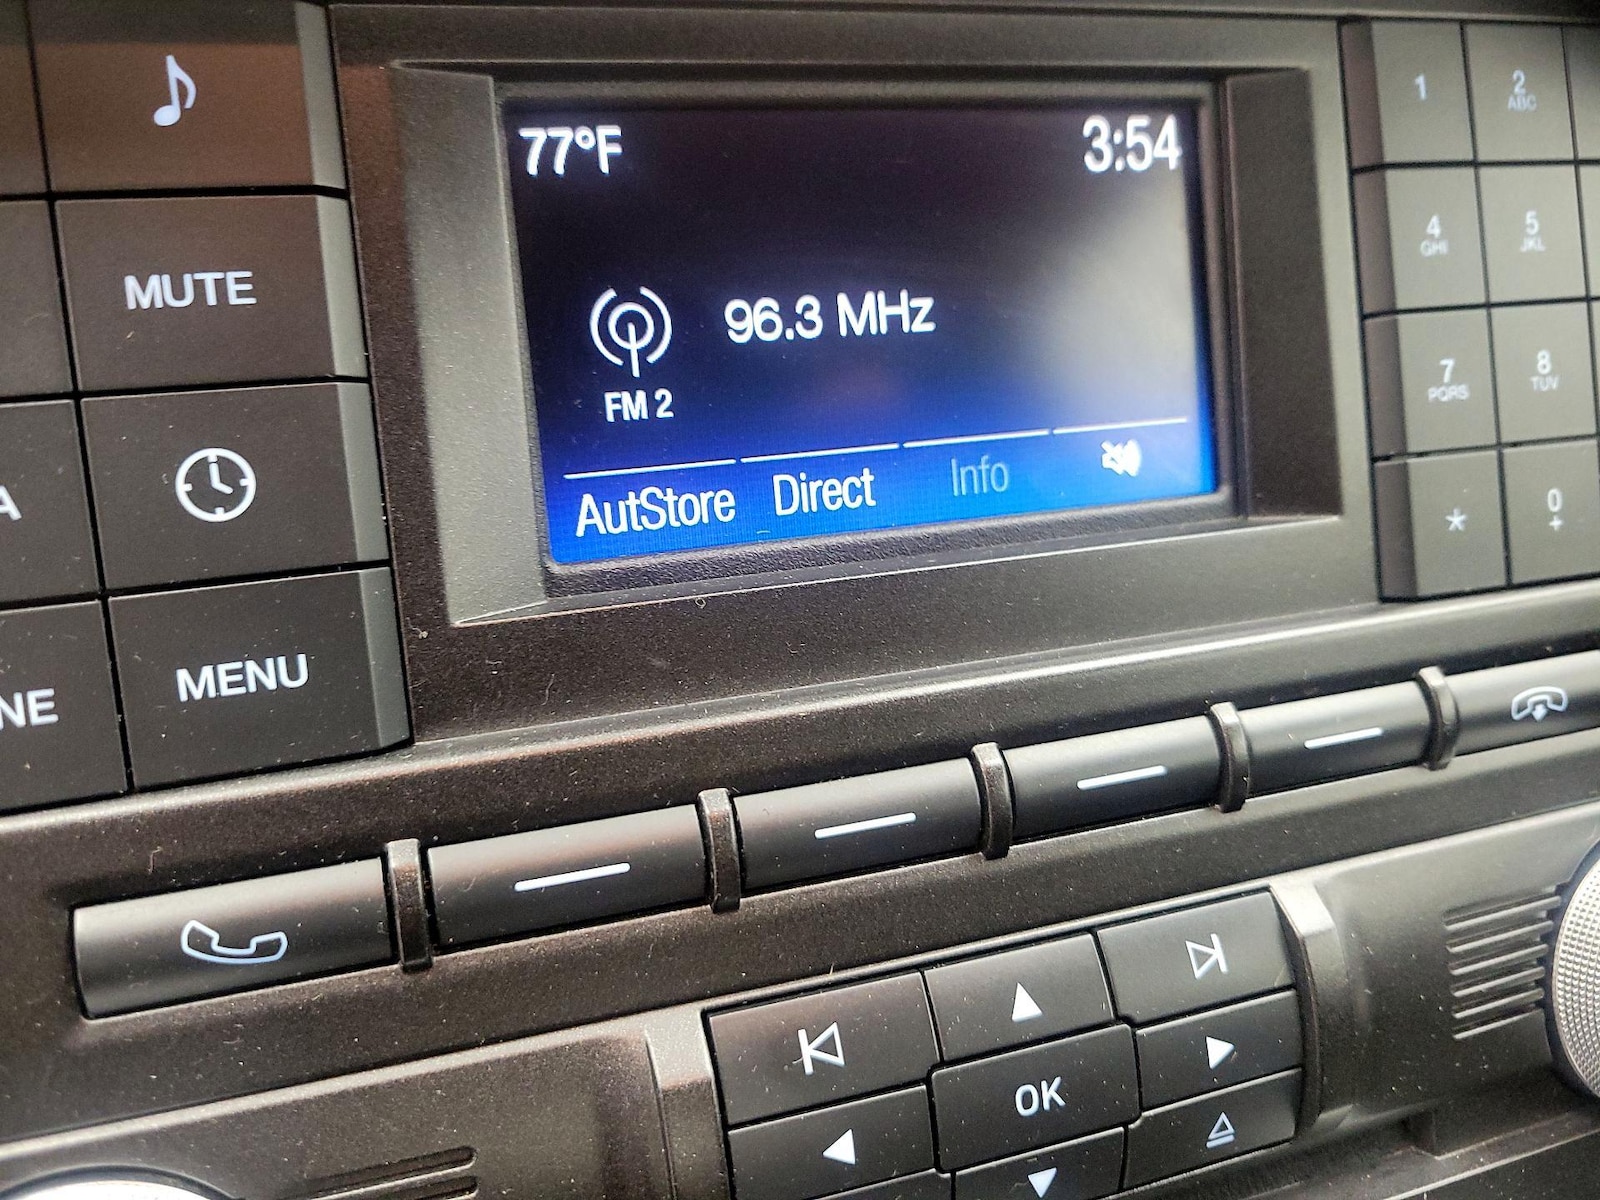 77°F
3:54
96.3 MHz
FM 2
AutStore
Direct
Info
MUTE
MENU
A
NE
1
2
ABC
4
GHI
5
JKL
7
PQRS
8
TUV
*
0
+
OK